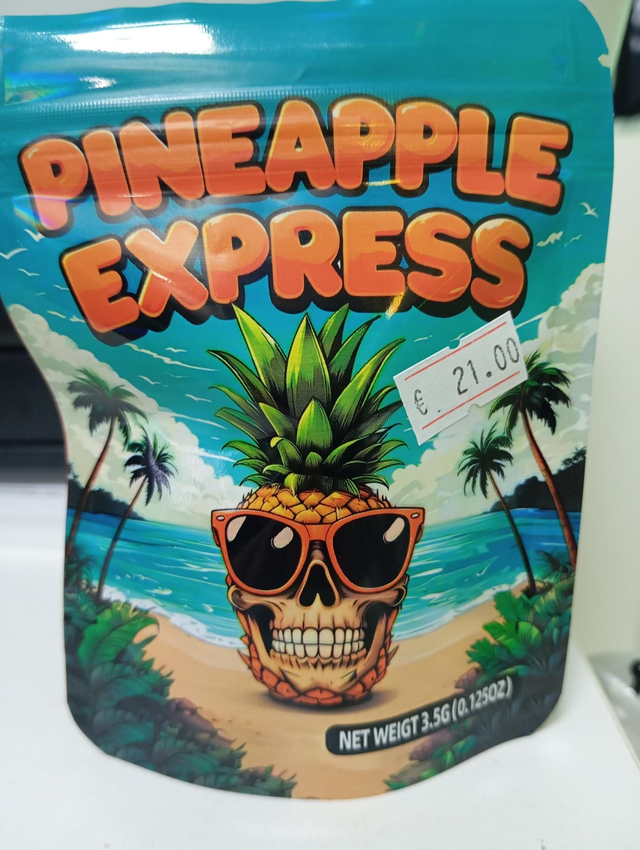 PINEAPPLE
EXPRESS
€. 21.00
NET WEIGT 3.5G (0.125OZ)